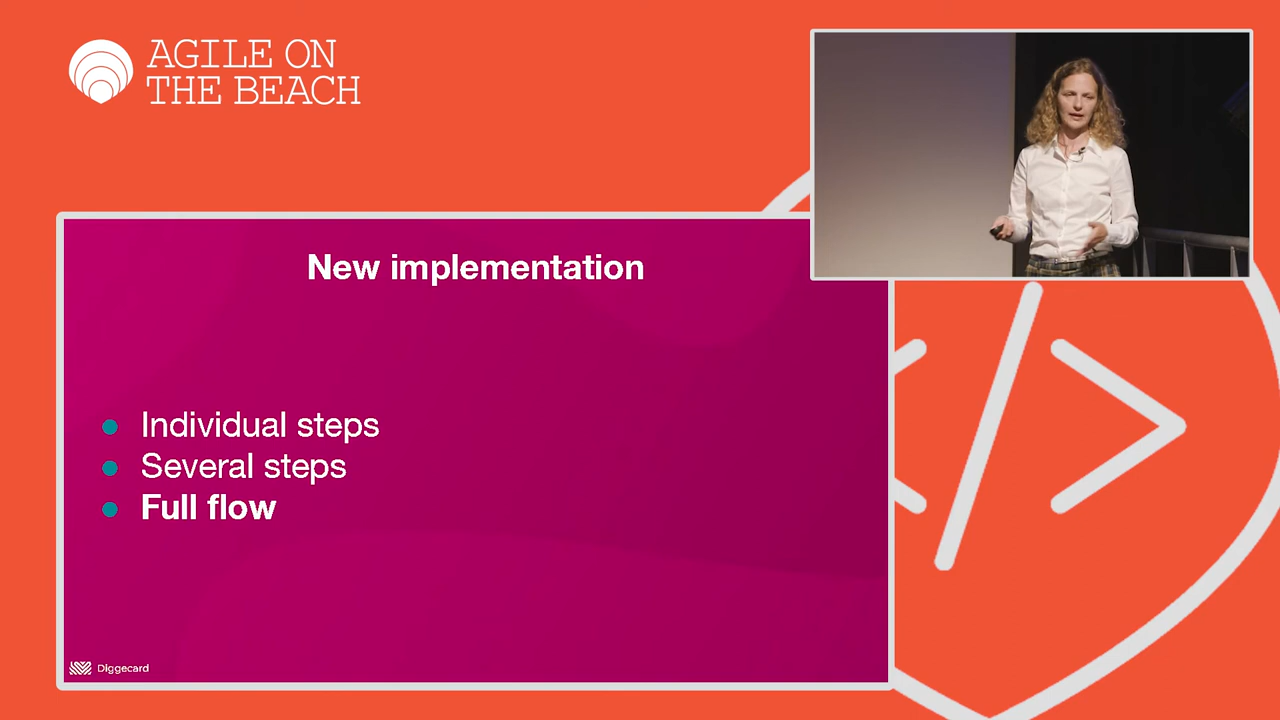 AGILE ON
THE BEACH
New implementation
Individual steps
Several steps
Full flow
Diggecard